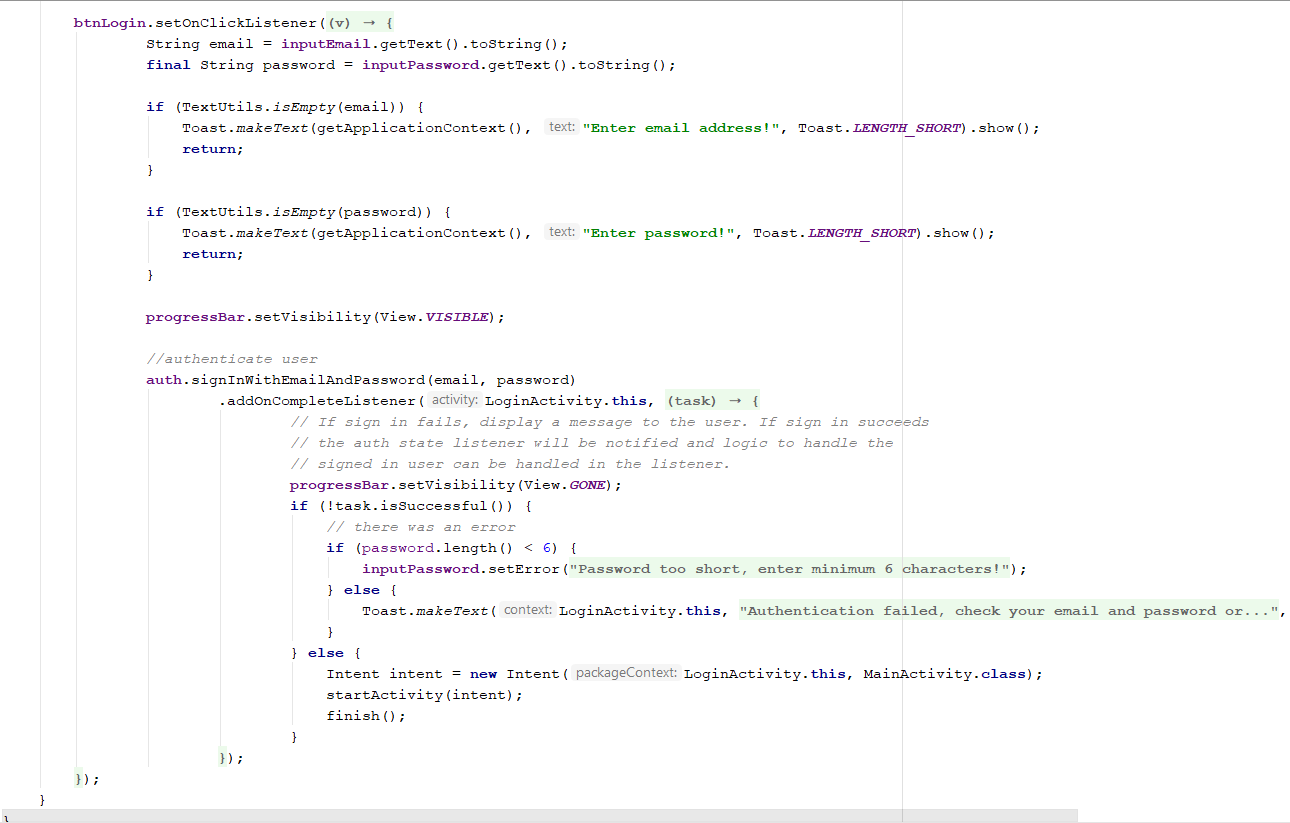 btnLogin.setOnClickListener((v) → {
String email = inputEmail.getText().toString();
final String password = inputPassword.getText().toString();
if (TextUtils.isEmpty(email)) {
Toast.makeText(getApplicationContext(), text: "Enter email address!", Toast.LENGTH_SHORT).show();
return;
}
if (TextUtils.isEmpty(password)) {
Toast.makeText(getApplicationContext(), text: "Enter password!", Toast.LENGTH_SHORT).show();
return;
}
progressBar.setVisibility(View.VISIBLE);
//authenticate user
auth.signInWithEmailAndPassword(email, password)
.addOnCompleteListener( activity: LoginActivity.this, (task) → {
// If sign in fails, display a message to the user. If sign in succeeds
// the auth state listener will be notified and logic to handle the
// signed in user can be handled in the listener.
progressBar.setVisibility(View.GONE);
if (!task.isSuccessful()) {
// there was an error
if (password.length() < 6) {
inputPassword.setError("Password too short, enter minimum 6 characters!");
} else {
Toast.makeText( context: LoginActivity.this, "Authentication failed, check your email and password or...",
}
} else {
Intent intent = new Intent( packageContext: LoginActivity.this, MainActivity.class);
startActivity(intent);
finish();
}
});
});
}
}